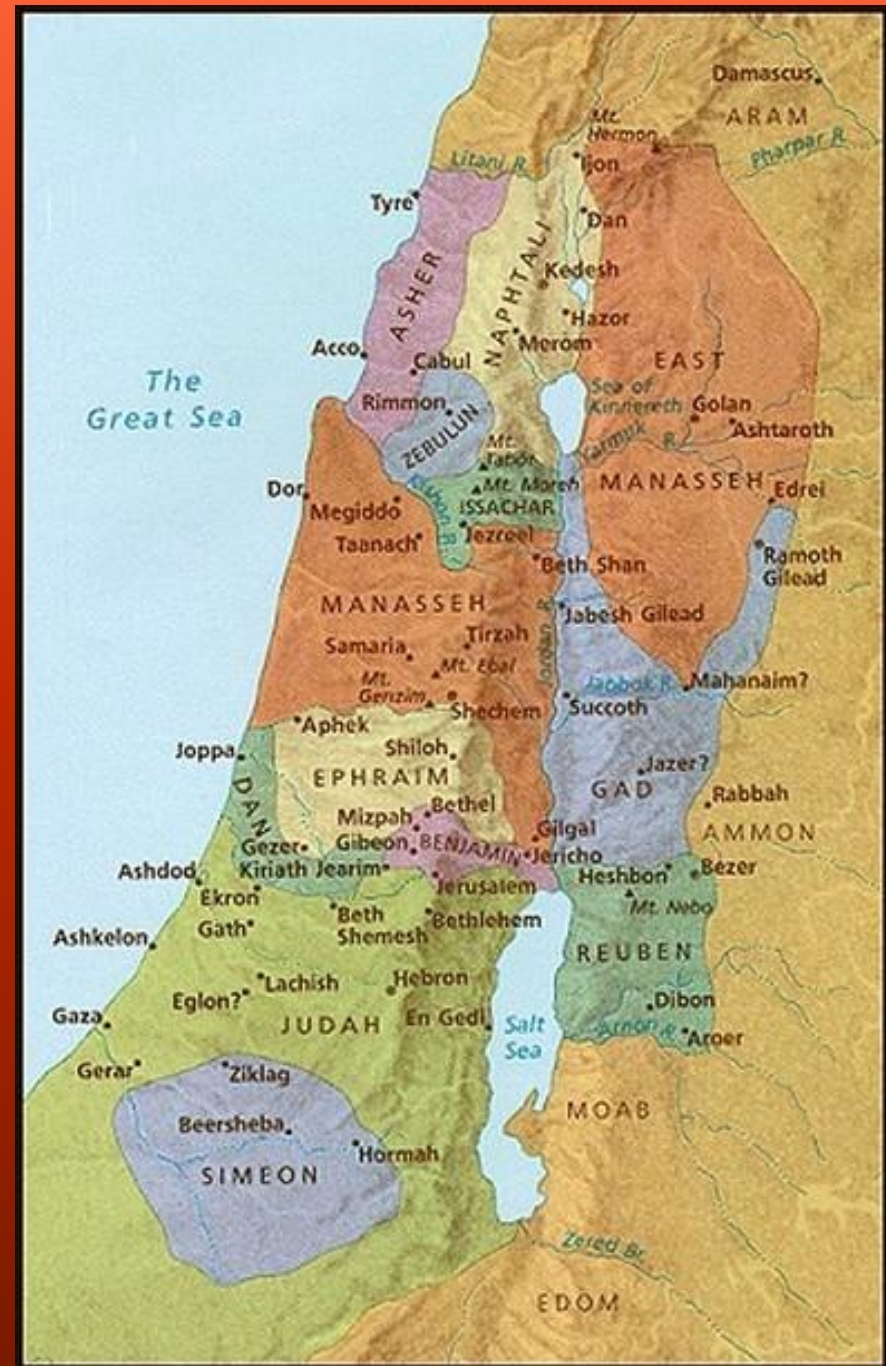 Damascus
ARAM
Mt.
Hermon
Pharpar R.
Litani R.
Ijon
Tyre
Dan
ASHER
NAPHTALI
Kedesh
Hazor
Acco
Merom
Cabul
EAST
The
Great Sea
Sea of
Kinnereth
Rimmon
Golan
ZEBULUN
Ashtaroth
Yarmuk
R.
Mt.
Tabor
Mt. Moreh
MANASSEH
Edrei
Dor
Kishon R.
Megiddo
ISSACHAR
Jezreel
Taanach
Ramoth
Gilead
Beth Shan
MANASSEH
Jordan R.
Jabesh Gilead
Tirzah
Samaria
Mt. Ebal
Mt.
Gerizim
Jabbok R.
Mahanaim?
Shechem
Succoth
Aphek
Joppa
Shiloh
EPHRAIM
Jazer?
GAD
DAN
Rabbah
Mizpah
Bethel
AMMON
Gilgal
Gezer
Gibeon
BENJAMIN
Jericho
Ashdod
Kiriath Jearim
Heshbon
Bezer
Jerusalem
Ekron
Mt. Nebo
Beth
Shemesh
Bethlehem
Gath
Ashkelon
REUBEN
Lachish
Hebron
Eglon?
Dibon
Gaza
JUDAH
En Gedi
Salt
Sea
Arnon R.
Aroer
Gerar
Ziklag
MOAB
Beersheba
Hormah
SIMEON
Zered Br.
EDOM